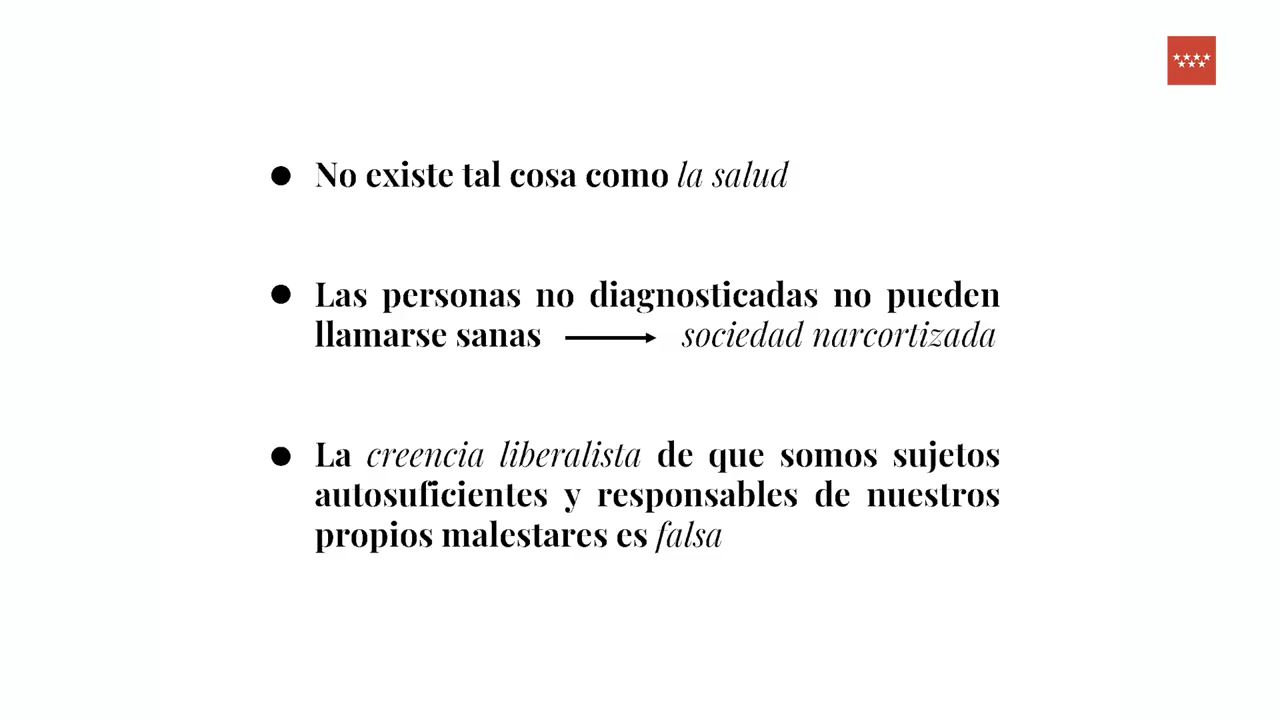 ● No existe tal cosa como la salud
● Las personas no diagnosticadas no pueden
llamarse sanas → sociedad narcortizada
● La creencia liberalista de que somos sujetos
autosuficientes y responsables de nuestros
propios malestares es falsa